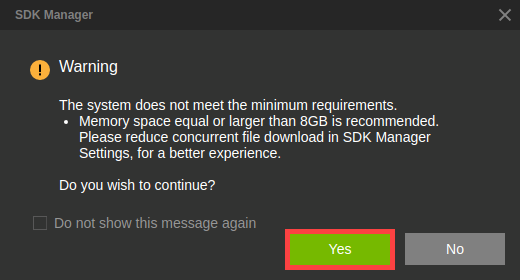 SDK Manager
Warning
The system does not meet the minimum requirements.
• Memory space equal or larger than 8GB is recommended.
Please reduce concurrent file download in SDK Manager
Settings, for a better experience.
Do you wish to continue?
Do not show this message again
Yes No